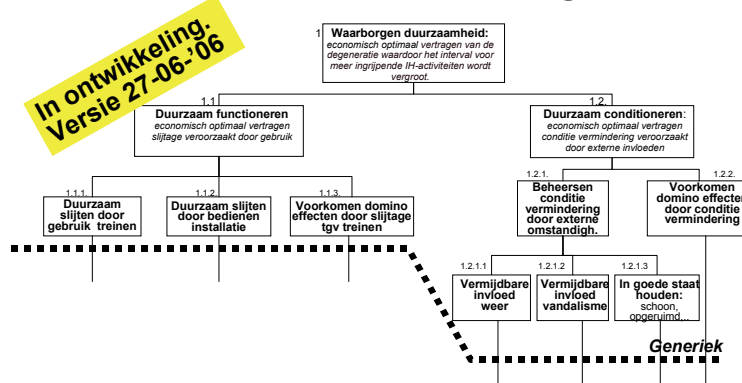 In ontwikkeling.
Versie 27-06-'06
1
Waarborgen duurzaamheid:
economisch optimaal vertragen van de
degeneratie waardoor het interval voor
meer ingrijpende IH-activiteiten wordt
vergroot.
1.1
Duurzaam functioneren
economisch optimaal vertragen
slijtage veroorzaakt door gebruik
1.2.
Duurzaam conditioneren:
economisch optimaal vertragen
conditie vermindering veroorzaakt
door externe invloeden
1.1.1.
Duurzaam
slijten door
gebruik treinen
1.1.2.
Duurzaam slijten
door bedienen
installatie
1.1.3.
Voorkomen domino
effecten door slijtage
tgv treinen
1.2.1.
Beheersen
conditie
vermindering
door externe
omstandigh.
1.2.2.
Voorkomen
domino effecten
door conditie
vermindering
1.2.1.1
Vermijdbare
invloed
weer
1.2.1.2
Vermijdbare
invloed
vandalisme
1.2.1.3
In goede staat
houden:
schoon,
opgeruimd,..
Generiek